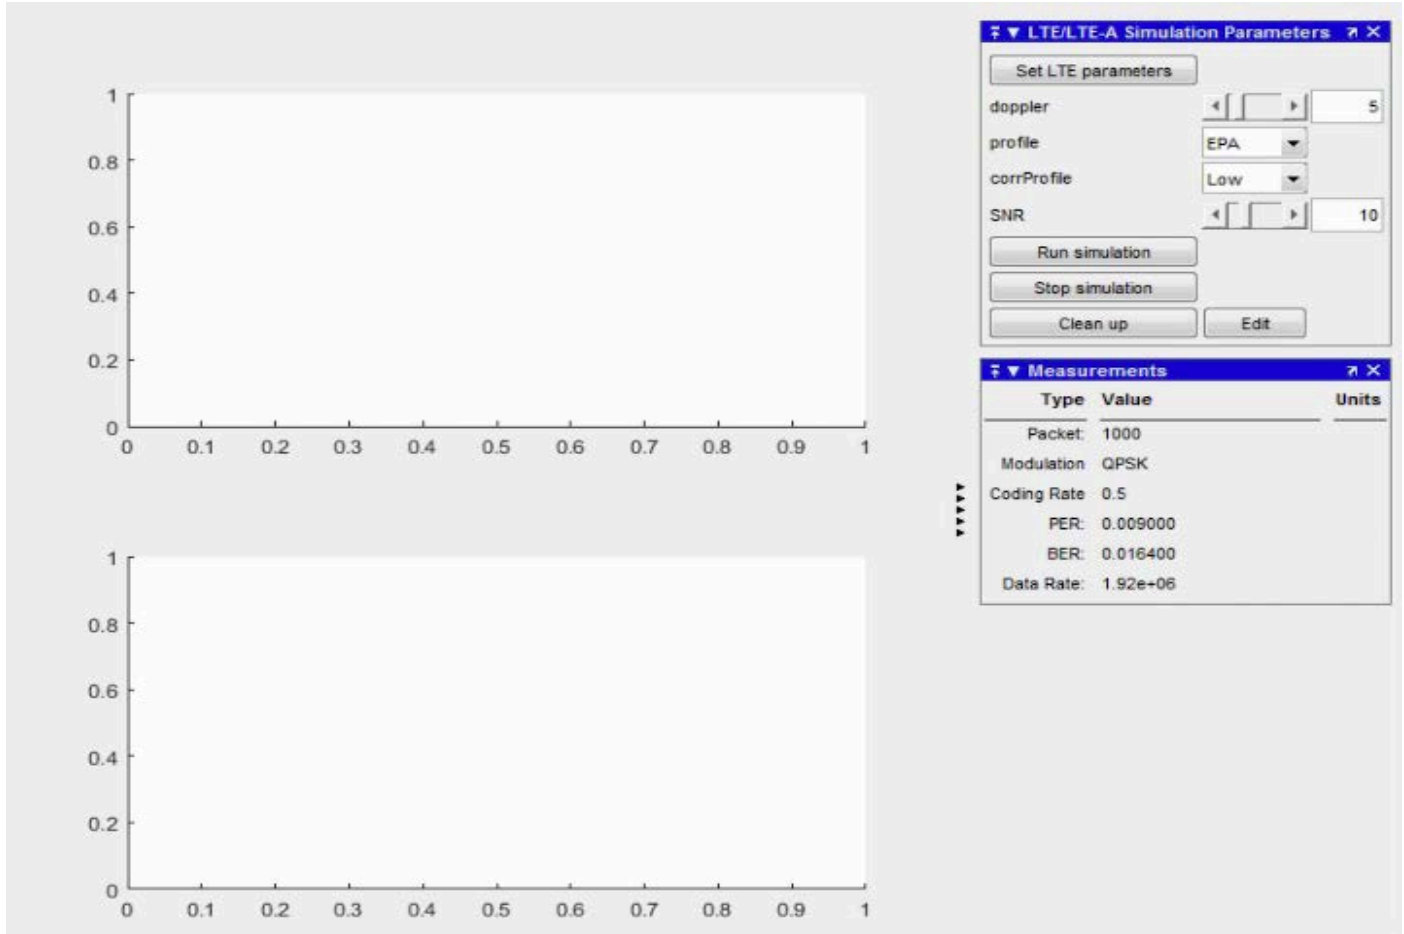 LTE/LTE-A Simulation Parameters
Set LTE parameters
doppler 5
profile EPA
corrProfile Low
SNR 10
Run simulation
Stop simulation
Clean up Edit
Measurements
Type Value Units
Packet: 1000
Modulation QPSK
Coding Rate 0.5
PER: 0.009000
BER: 0.016400
Data Rate: 1.92e+06
1
0.8
0.6
0.4
0.2
0
0 0.1 0.2 0.3 0.4 0.5 0.6 0.7 0.8 0.9 1
1
0.8
0.6
0.4
0.2
0
0 0.1 0.2 0.3 0.4 0.5 0.6 0.7 0.8 0.9 1